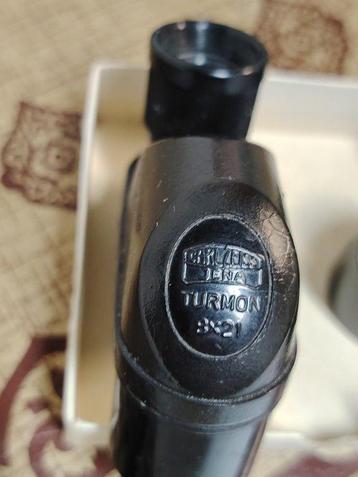 CARL ZEISS
JENA
TURMON
8x21